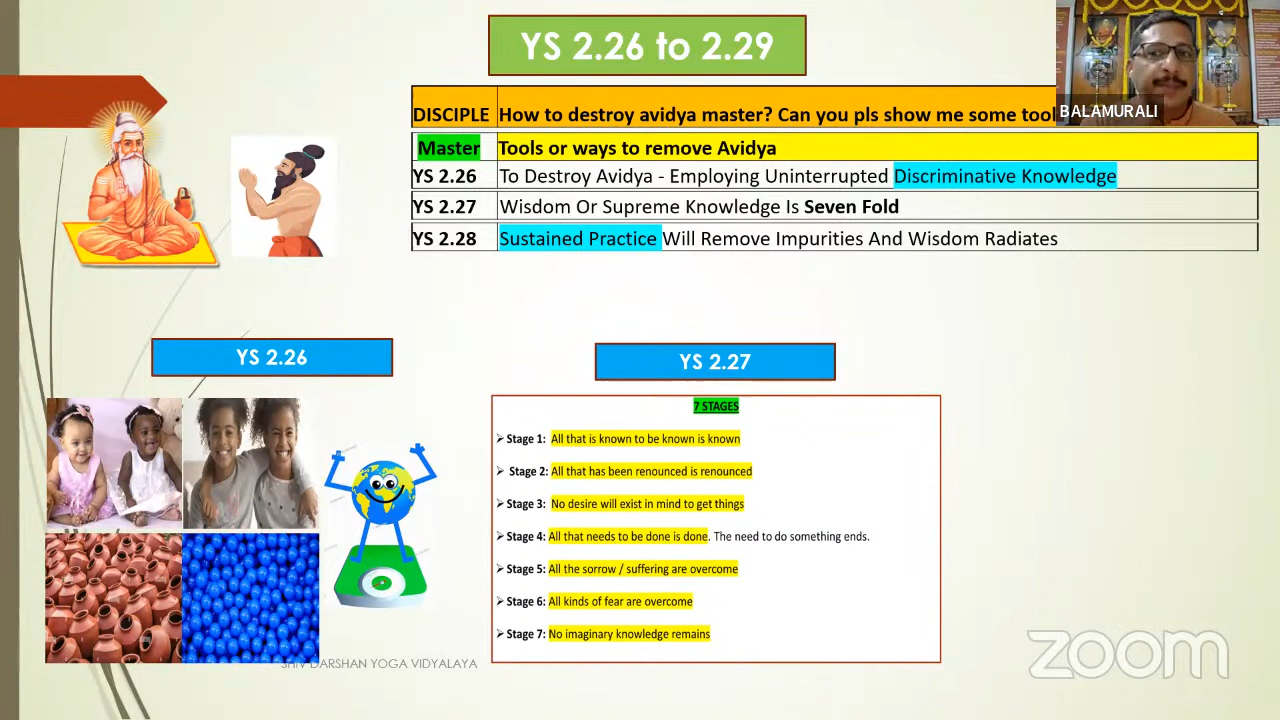 YS 2.26 to 2.29
BALAMURALI
DISCIPLE How to destroy avidya master? Can you pls show me some
Master Tools or ways to remove Avidya
YS 2.26 To Destroy Avidya - Employing Uninterrupted Discriminative Knowledge
YS 2.27 Wisdom Or Supreme Knowledge Is Seven Fold
YS 2.28 Sustained Practice Will Remove Impurities And Wisdom Radiates
YS 2.26
YS 2.27
7 STAGES
➢ Stage 1: All that is known to be known is known
➢ Stage 2: All that has been renounced is renounced
➢ Stage 3: No desire will exist in mind to get things
➢ Stage 4: All that needs to be done is done. The need to do something ends.
➢ Stage 5: All the sorrow / suffering are overcome
➢ Stage 6: All kinds of fear are overcome
➢ Stage 7: No imaginary knowledge remains
SHIV DARSHAN YOGA VIDYALAYA
zoom